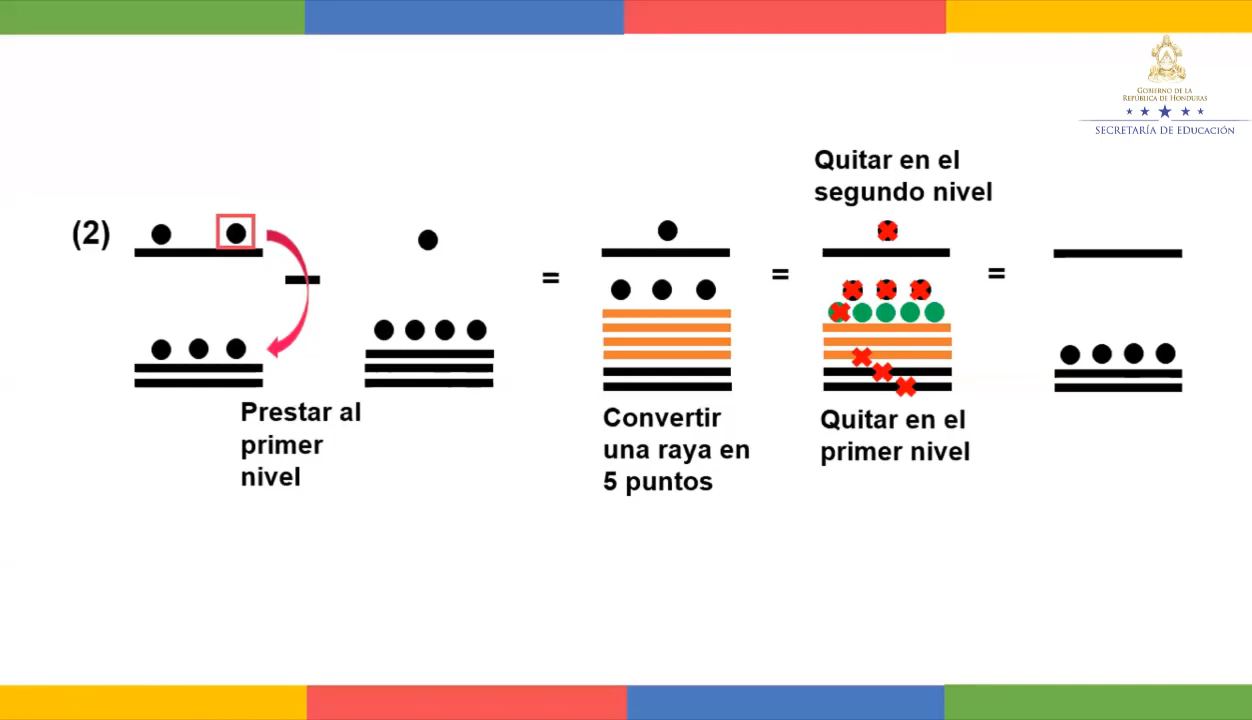 GOBIERNO DE LA
REPÚBLICA DE HONDURAS
SECRETARÍA DE EDUCACIÓN
Quitar en el
segundo nivel
(2)
=
=
=
Prestar al
primer
nivel
Convertir
una raya en
5 puntos
Quitar en el
primer nivel